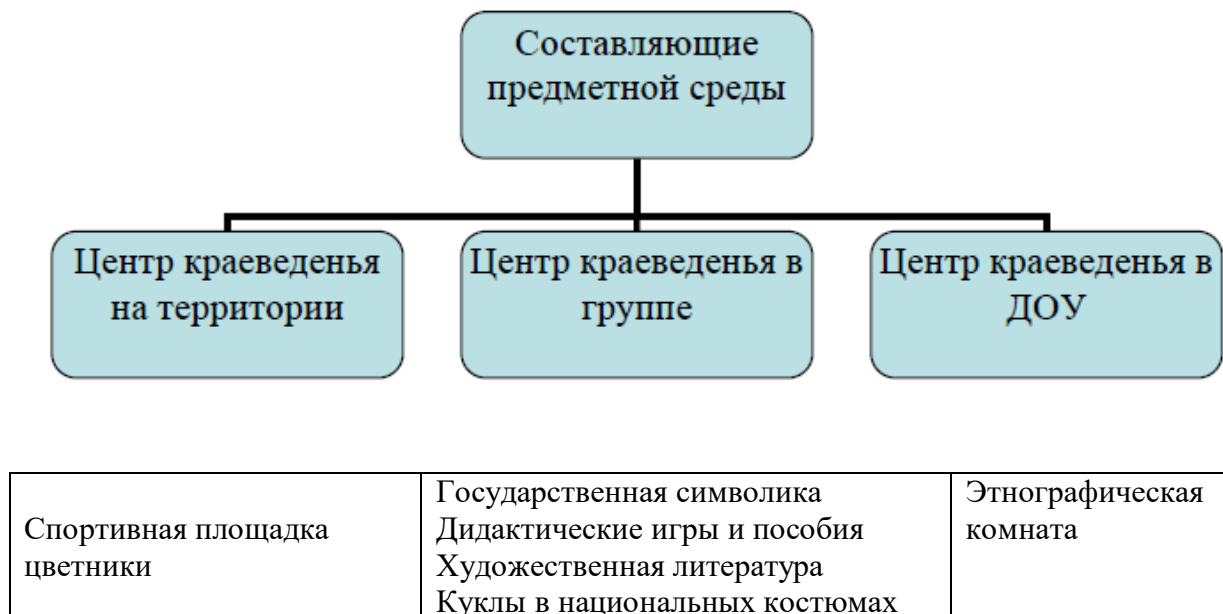 Составляющие
предметной среды
Центр краеведенья
на территории
Центр краеведенья в
группе
Центр краеведенья в
ДОУ
Спортивная площадка
цветники
Государственная символика
Дидактические игры и пособия
Художественная литература
Куклы в национальных костюмах
Этнографическая
комната